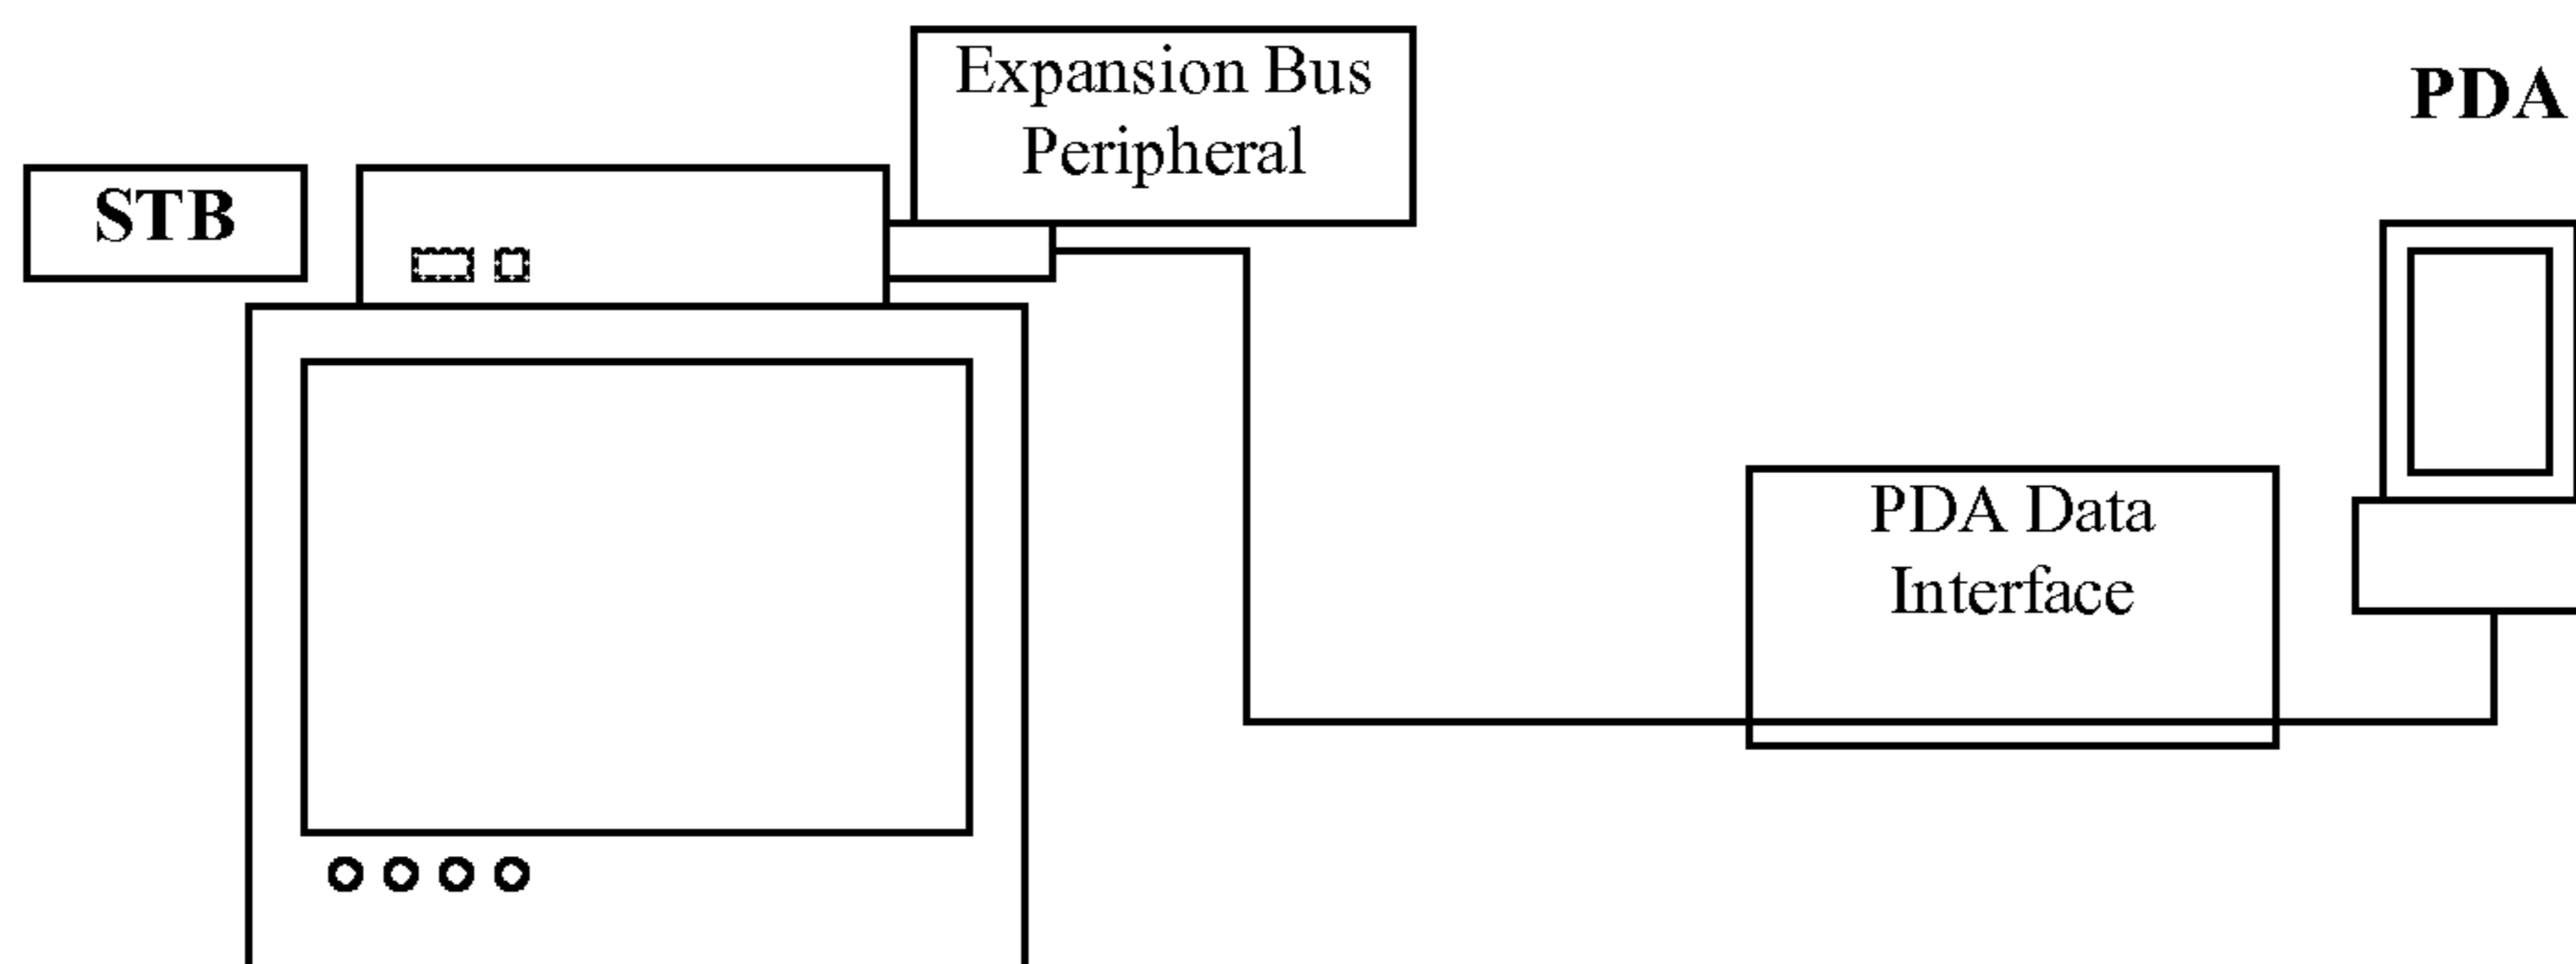 Expansion Bus
Peripheral
PDA
STB
PDA Data
Interface